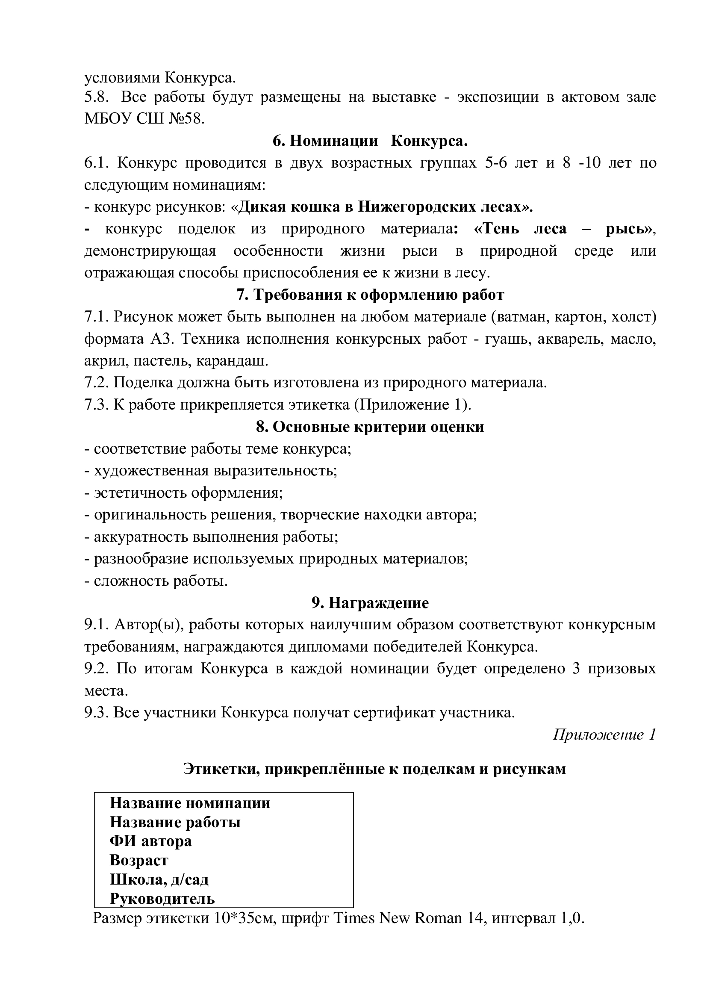 условиями Конкурса.
5.8. Все работы будут размещены на выставке - экспозиции в актовом зале
МБОУ СШ №58.
6. Номинации Конкурса.
6.1. Конкурс проводится в двух возрастных группах 5-6 лет и 8 -10 лет по
следующим номинациям:
- конкурс рисунков: «Дикая кошка в Нижегородских лесах».
- конкурс поделок из природного материала: «Тень леса – рысь»,
демонстрирующая особенности жизни рыси в природной среде или
отражающая способы приспособления ее к жизни в лесу.
7. Требования к оформлению работ
7.1. Рисунок может быть выполнен на любом материале (ватман, картон, холст)
формата А3. Техника исполнения конкурсных работ - гуашь, акварель, масло,
акрил, пастель, карандаш.
7.2. Поделка должна быть изготовлена из природного материала.
7.3. К работе прикрепляется этикетка (Приложение 1).
8. Основные критерии оценки
- соответствие работы теме конкурса;
- художественная выразительность;
- эстетичность оформления;
- оригинальность решения, творческие находки автора;
- аккуратность выполнения работы;
- разнообразие используемых природных материалов;
- сложность работы.
9. Награждение
9.1. Автор(ы), работы которых наилучшим образом соответствуют конкурсным
требованиям, награждаются дипломами победителей Конкурса.
9.2. По итогам Конкурса в каждой номинации будет определено 3 призовых
места.
9.3. Все участники Конкурса получат сертификат участника.
Приложение 1
Этикетки, прикреплённые к поделкам и рисункам
Название номинации
Название работы
ФИ автора
Возраст
Школа, д/сад
Руководитель
Размер этикетки 10*35см, шрифт Times New Roman 14, интервал 1,0.